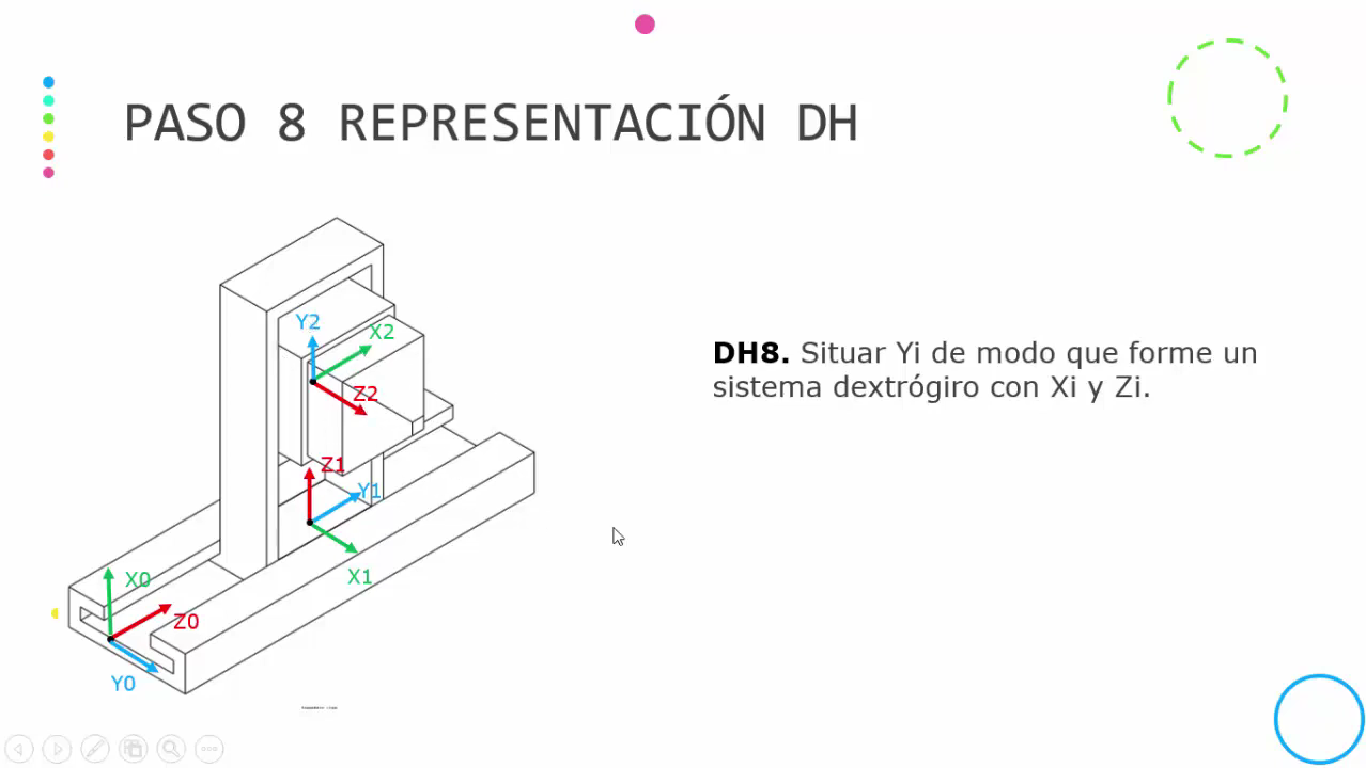 PASO 8 REPRESENTACIÓN DH
Y2
X2
Z2
Z1
Y1
X1
X0
Z0
Y0
DH8. Situar Yi de modo que forme un
sistema dextrógiro con Xi y Zi.